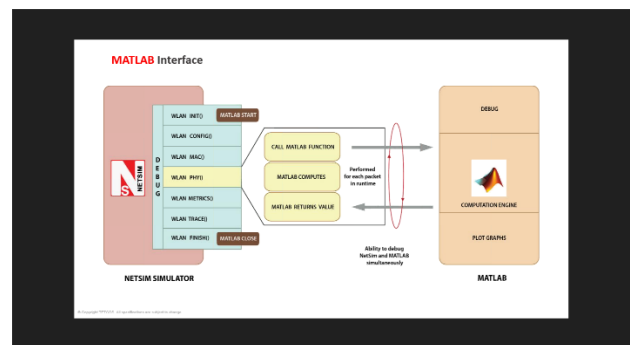 MATLAB Interface
WLAN INIT()
MATLAB START
WLAN CONFIG()
WLAN MAC()
WLAN PHY()
WLAN METRICS()
WLAN TRACE()
WLAN FINISH()
MATLAB CLOSE
DEBUG
NS
NETSIM
NETSIM SIMULATOR
CALL MATLAB FUNCTION
MATLAB COMPUTES
MATLAB RETURNS VALUE
Performed
for each packet
in runtime
Ability to debug
NetSim and MATLAB
simultaneously
DEBUG
COMPUTATION ENGINE
PLOT GRAPHS
MATLAB